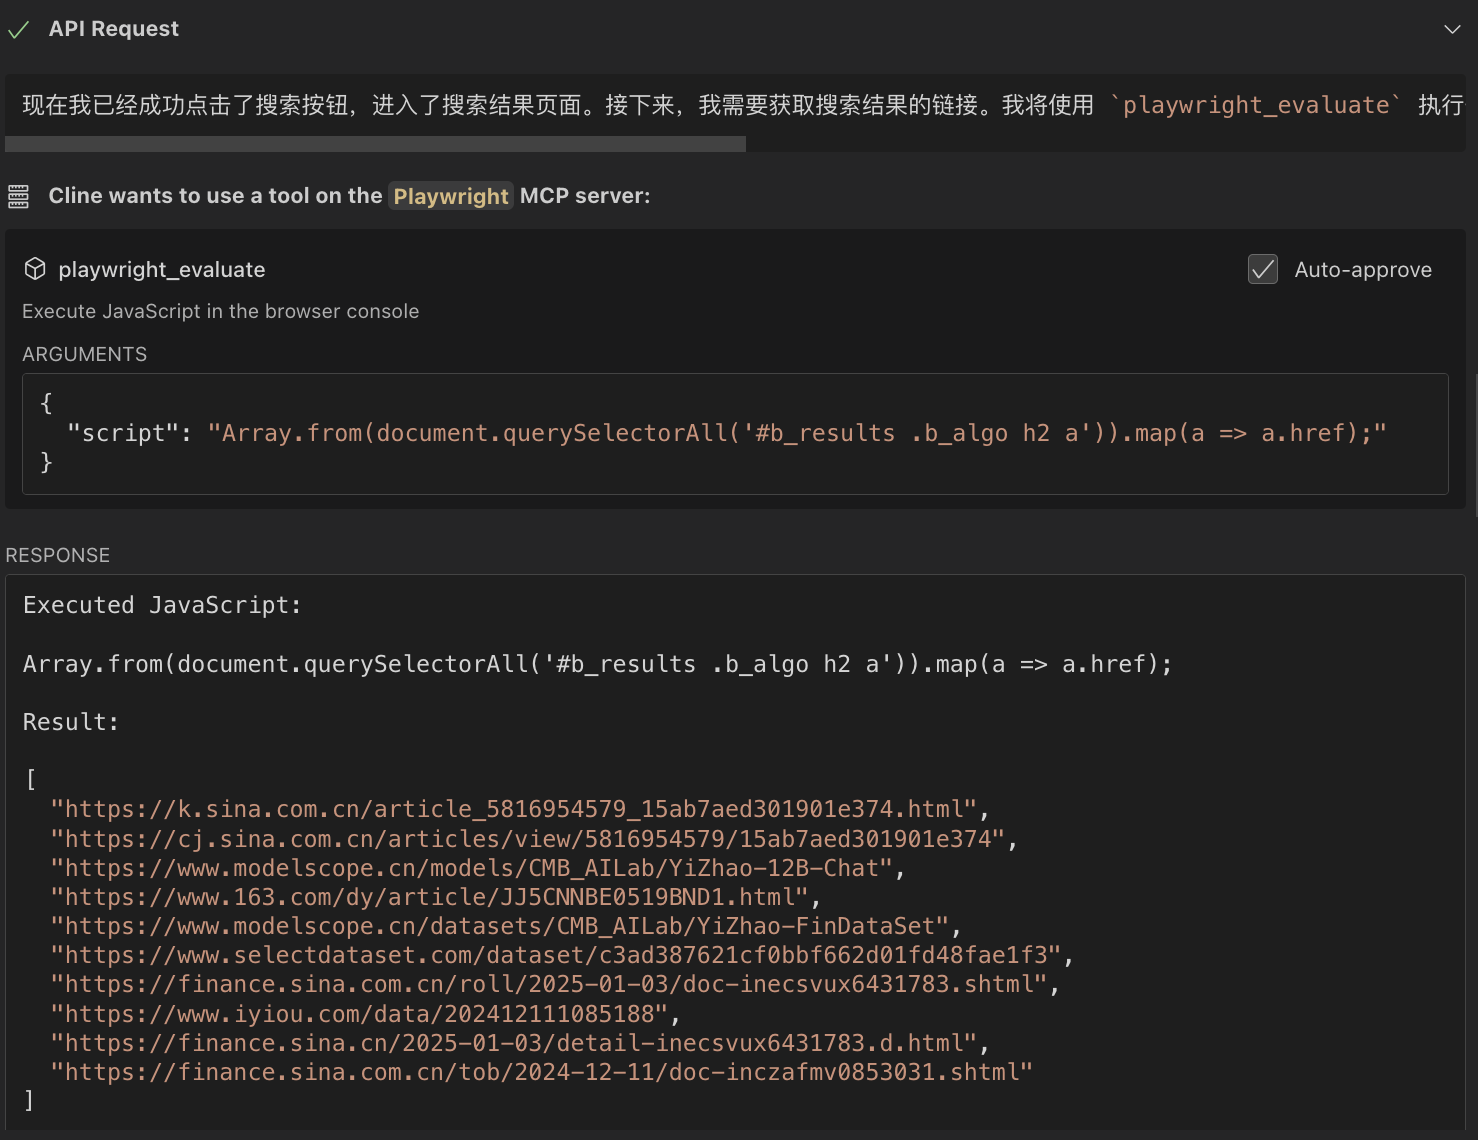 API Request
现在我已经成功点击了搜索按钮，进入了搜索结果页面。接下来，我需要获取搜索结果的链接。我将使用 `playwright_evaluate` 执行
Cline wants to use a tool on the Playwright MCP server:
playwright_evaluate
Auto-approve
Execute JavaScript in the browser console
ARGUMENTS
{
"script": "Array.from(document.querySelectorAll('#b_results .b_algo h2 a')).map(a => a.href);"
}
RESPONSE
Executed JavaScript:
Array.from(document.querySelectorAll('#b_results .b_algo h2 a')).map(a => a.href);
Result:
[
"https://k.sina.com.cn/article_5816954579_15ab7aed301901e374.html",
"https://cj.sina.com.cn/articles/view/5816954579/15ab7aed301901e374",
"https://www.modelscope.cn/models/CMB_AILab/YiZhao-12B-Chat",
"https://www.163.com/dy/article/JJ5CNNBE0519BND1.html",
"https://www.modelscope.cn/datasets/CMB_AILab/YiZhao-FinDataSet",
"https://www.selectdataset.com/dataset/c3ad387621cf0bbf662d01fd48fae1f3",
"https://finance.sina.com.cn/roll/2025-01-03/doc-inecsvux6431783.shtml",
"https://www.iyiou.com/data/202412111085188",
"https://finance.sina.cn/2025-01-03/detail-inecsvux6431783.d.html",
"https://finance.sina.com.cn/tob/2024-12-11/doc-inczafmv0853031.shtml"
]